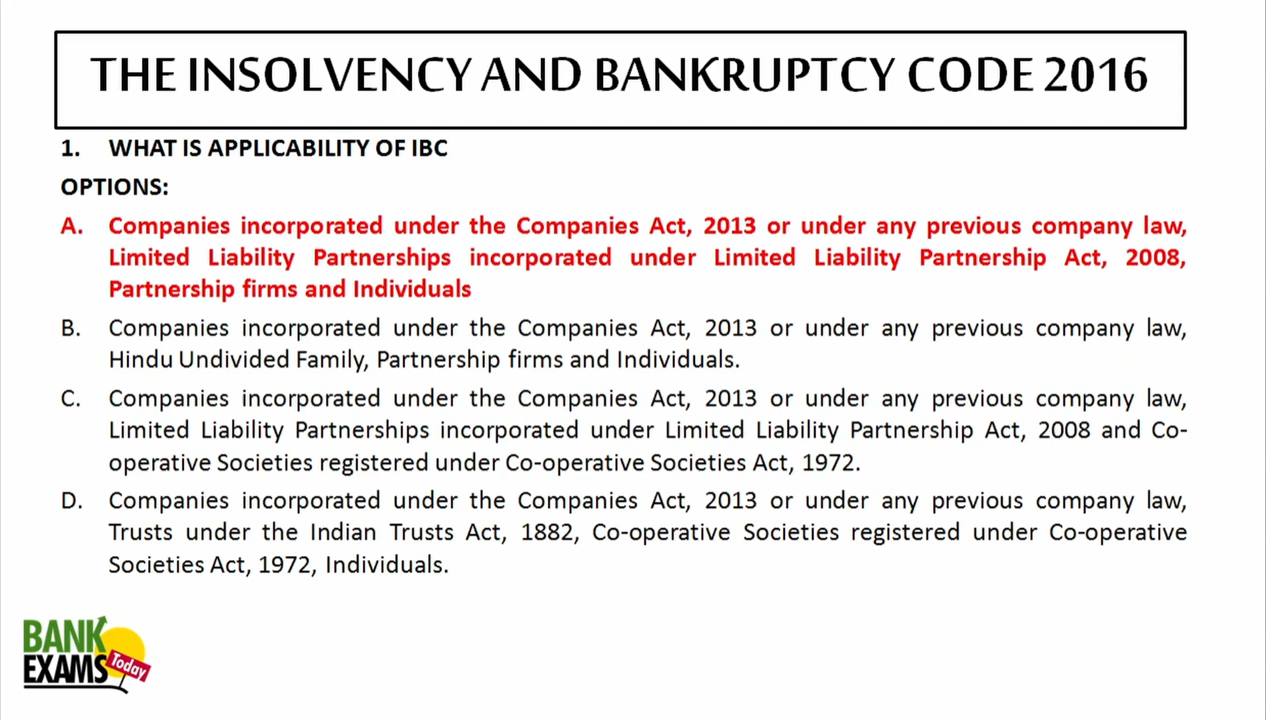 THE INSOLVENCY AND BANKRUPTCY CODE 2016
1. WHAT IS APPLICABILITY OF IBC
OPTIONS:
A. Companies incorporated under the Companies Act, 2013 or under any previous company law,
Limited Liability Partnerships incorporated under Limited Liability Partnership Act, 2008,
Partnership firms and Individuals
B. Companies incorporated under the Companies Act, 2013 or under any previous company law,
Hindu Undivided Family, Partnership firms and Individuals.
C. Companies incorporated under the Companies Act, 2013 or under any previous company law,
Limited Liability Partnerships incorporated under Limited Liability Partnership Act, 2008 and Co-
operative Societies registered under Co-operative Societies Act, 1972.
D. Companies incorporated under the Companies Act, 2013 or under any previous company law,
Trusts under the Indian Trusts Act, 1882, Co-operative Societies registered under Co-operative
Societies Act, 1972, Individuals.
BANK
EXAMS
Today